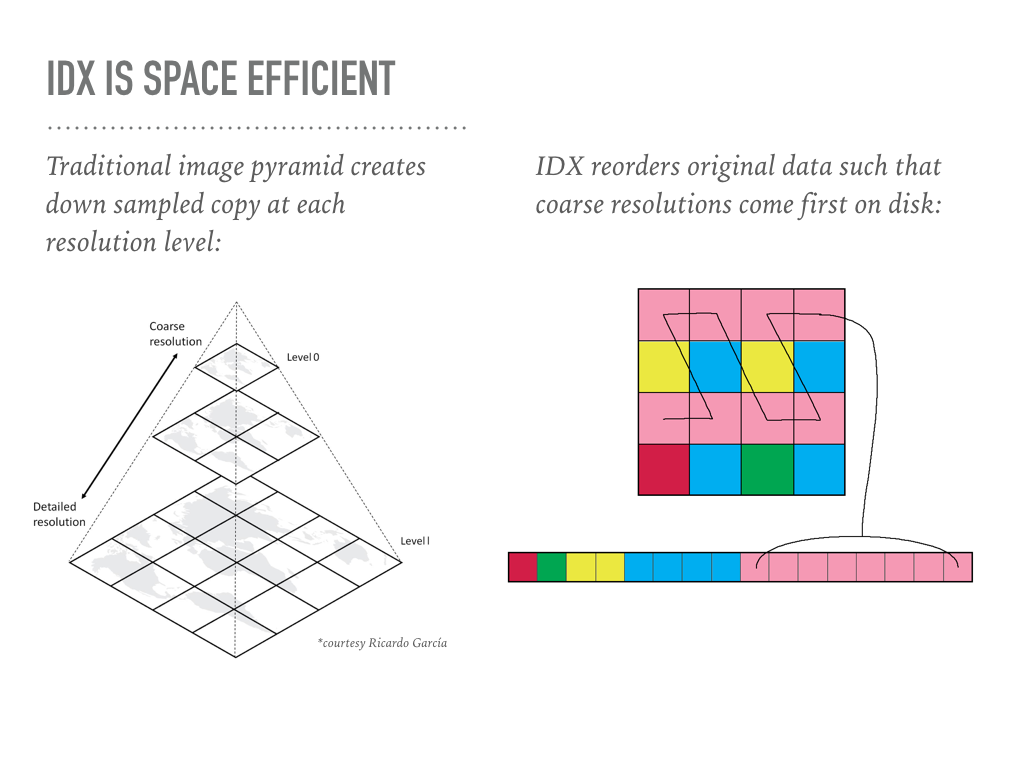 IDX IS SPACE EFFICIENT
Traditional image pyramid creates
down sampled copy at each
resolution level:
IDX reorders original data such that
coarse resolutions come first on disk:
Coarse
resolution
Level 0
Detailed
resolution
Level l
*courtesy Ricardo García